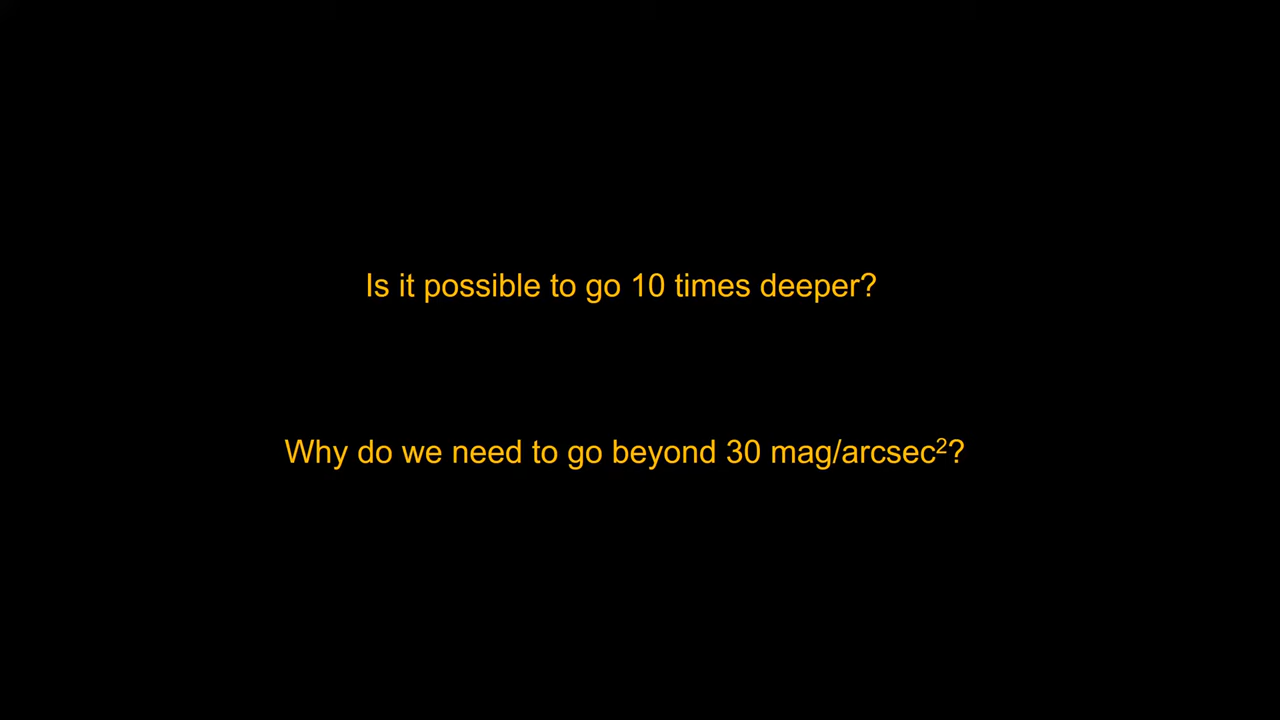 Is it possible to go 10 times deeper?
Why do we need to go beyond 30 mag/arcsec²?